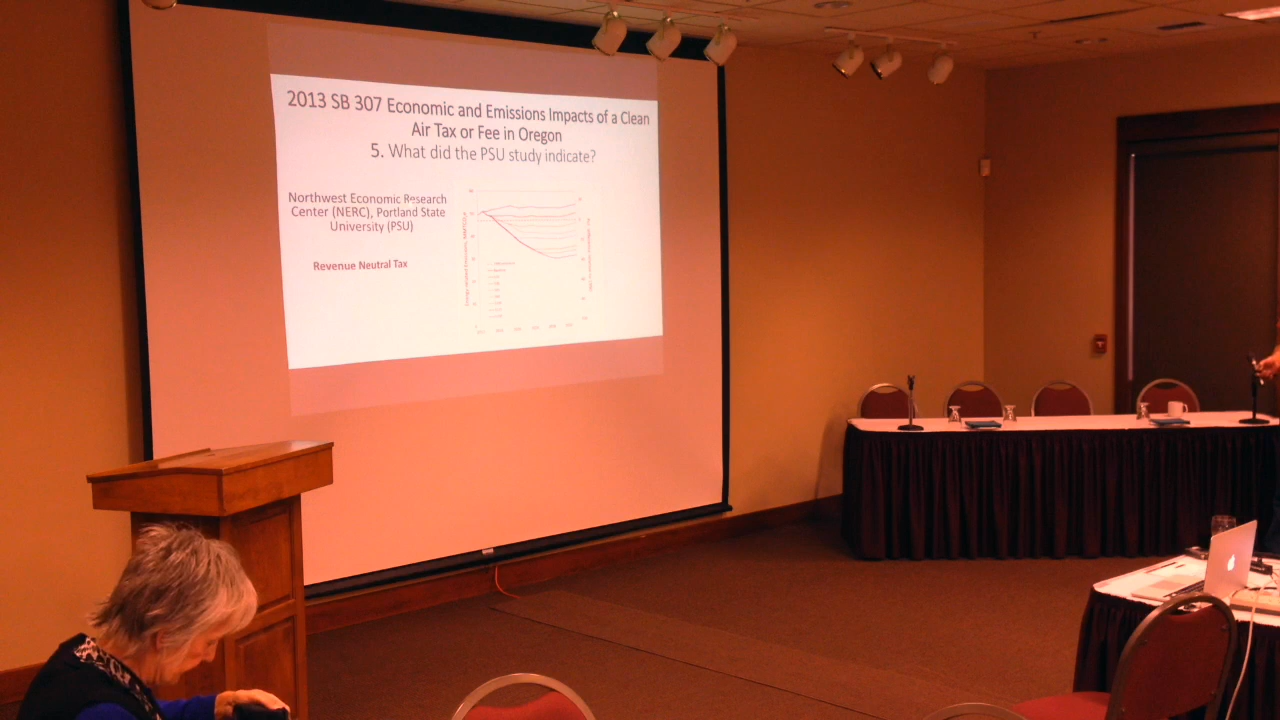 2013 SB 307 Economic and Emissions Impacts of a Clean
Air Tax or Fee in Oregon
5. What did the PSU study indicate?
Northwest Economic Research
Center (NERC), Portland State
University (PSU)
Revenue Neutral Tax